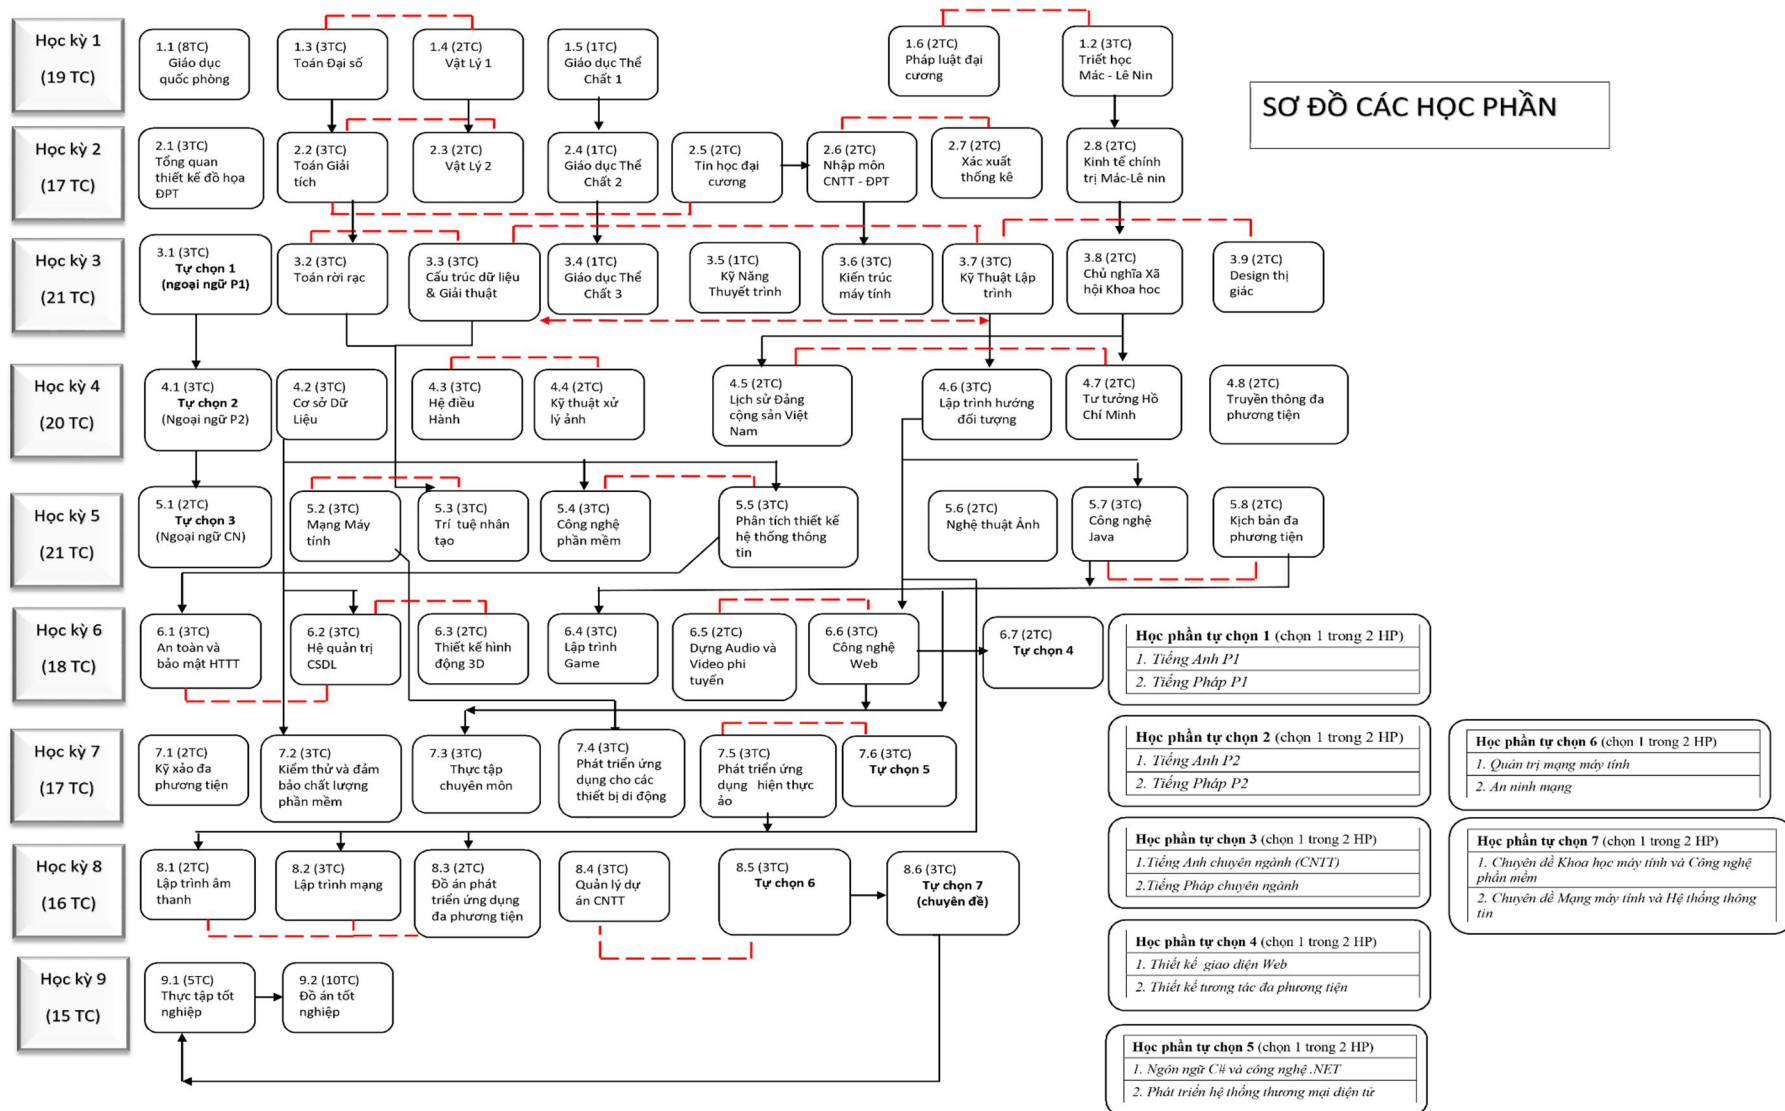 SƠ ĐỒ CÁC HỌC PHẦN
Học kỳ 1
(19 TC)
1.1 (8TC)
Giáo dục
quốc phòng
1.3 (3TC)
Toán Đại số
1.4 (2TC)
Vật Lý 1
1.5 (1TC)
Giáo dục Thể
Chất 1
1.6 (2TC)
Pháp luật đại
cương
1.2 (3TC)
Triết học
Mác - Lê Nin
Học kỳ 2
(17 TC)
2.1 (3TC)
Tổng quan
thiết kế đồ họa
ĐPT
2.2 (3TC)
Toán Giải
tích
2.3 (2TC)
Vật Lý 2
2.4 (1TC)
Giáo dục Thể
Chất 2
2.5 (2TC)
Tin học đại
cương
2.6 (2TC)
Nhập môn
CNTT - ĐPT
2.7 (2TC)
Xác xuất
thống kê
2.8 (2TC)
Kinh tế chính
trị Mác-Lê nin
Học kỳ 3
(21 TC)
3.1 (3TC)
Tự chọn 1
(ngoại ngữ P1)
3.2 (3TC)
Toán rời rạc
3.3 (3TC)
Cấu trúc dữ liệu
& Giải thuật
3.4 (1TC)
Giáo dục Thể
Chất 3
3.5 (1TC)
Kỹ Năng
Thuyết trình
3.6 (3TC)
Kiến trúc
máy tính
3.7 (3TC)
Kỹ Thuật Lập
trình
3.8 (2TC)
Chủ nghĩa Xã
hội Khoa hoc
3.9 (2TC)
Design thị
giác
Học kỳ 4
(20 TC)
4.1 (3TC)
Tự chọn 2
(Ngoại ngữ P2)
4.2 (3TC)
Cơ sở Dữ
Liệu
4.3 (3TC)
Hệ điều
Hành
4.4 (2TC)
Kỹ thuật xử
lý ảnh
4.5 (2TC)
Lịch sử Đảng
cộng sản Việt
Nam
4.6 (3TC)
Lập trình hướng
đối tượng
4.7 (2TC)
Tư tưởng Hồ
Chí Minh
4.8 (2TC)
Truyền thông đa
phương tiện
Học kỳ 5
(21 TC)
5.1 (2TC)
Tự chọn 3
(Ngoại ngữ CN)
5.2 (3TC)
Mạng Máy
tính
5.3 (3TC)
Trí tuệ nhân
tạo
5.4 (3TC)
Công nghệ
phần mềm
5.5 (3TC)
Phân tích thiết kế
hệ thống thông
tin
5.6 (2TC)
Nghệ thuật Ảnh
5.7 (3TC)
Công nghệ
Java
5.8 (2TC)
Kịch bản đa
phương tiện
Học kỳ 6
(18 TC)
6.1 (3TC)
An toàn và
bảo mật HTTT
6.2 (3TC)
Hệ quản trị
CSDL
6.3 (2TC)
Thiết kế hình
động 3D
6.4 (3TC)
Lập trình
Game
6.5 (2TC)
Dựng Audio và
Video phi
tuyến
6.6 (3TC)
Công nghệ
Web
6.7 (2TC)
Tự chọn 4
Học kỳ 7
(17 TC)
7.1 (2TC)
Kỹ xảo đa
phương tiện
7.2 (3TC)
Kiểm thử và đảm
bảo chất lượng
phần mềm
7.3 (3TC)
Thực tập
chuyên môn
7.4 (3TC)
Phát triển ứng
dụng cho các
thiết bị di động
7.5 (3TC)
Phát triển ứng
dụng hiện thực
ảo
7.6 (3TC)
Tự chọn 5
Học kỳ 8
(16 TC)
8.1 (2TC)
Lập trình âm
thanh
8.2 (3TC)
Lập trình mạng
8.3 (2TC)
Đồ án phát
triển ứng dụng
đa phương tiện
8.4 (3TC)
Quản lý dự
án CNTT
8.5 (3TC)
Tự chọn 6
8.6 (3TC)
Tự chọn 7
(chuyên đề)
Học kỳ 9
(15 TC)
9.1 (5TC)
Thực tập tốt
nghiệp
9.2 (10TC)
Đồ án tốt
nghiệp
Học phần tự chọn 1 (chọn 1 trong 2 HP)
1. Tiếng Anh P1
2. Tiếng Pháp P1
Học phần tự chọn 2 (chọn 1 trong 2 HP)
1. Tiếng Anh P2
2. Tiếng Pháp P2
Học phần tự chọn 3 (chọn 1 trong 2 HP)
1.Tiếng Anh chuyên ngành (CNTT)
2.Tiếng Pháp chuyên ngành
Học phần tự chọn 4 (chọn 1 trong 2 HP)
1. Thiết kế giao diện Web
2. Thiết kế tương tác đa phương tiện
Học phần tự chọn 5 (chọn 1 trong 2 HP)
1. Ngôn ngữ C# và công nghệ .NET
2. Phát triển hệ thống thương mại điện tử
Học phần tự chọn 6 (chọn 1 trong 2 HP)
1. Quản trị mạng máy tính
2. An ninh mạng
Học phần tự chọn 7 (chọn 1 trong 2 HP)
1. Chuyên đề Khoa học máy tính và Công nghệ
phần mềm
2. Chuyên đề Mạng máy tính và Hệ thống thông
tin